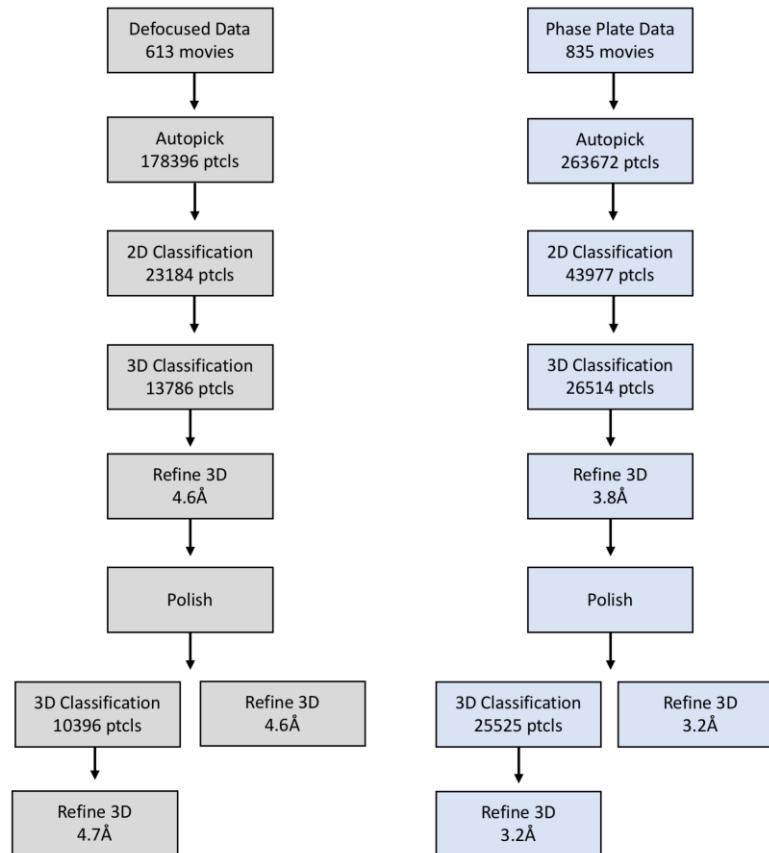 Defocused Data
613 movies
Autopick
178396 ptcls
2D Classification
23184 ptcls
3D Classification
13786 ptcls
Refine 3D
4.6Å
Polish
3D Classification
10396 ptcls
Refine 3D
4.6Å
Refine 3D
4.7Å
Phase Plate Data
835 movies
Autopick
263672 ptcls
2D Classification
43977 ptcls
3D Classification
26514 ptcls
Refine 3D
3.8Å
Polish
3D Classification
25525 ptcls
Refine 3D
3.2Å
Refine 3D
3.2Å